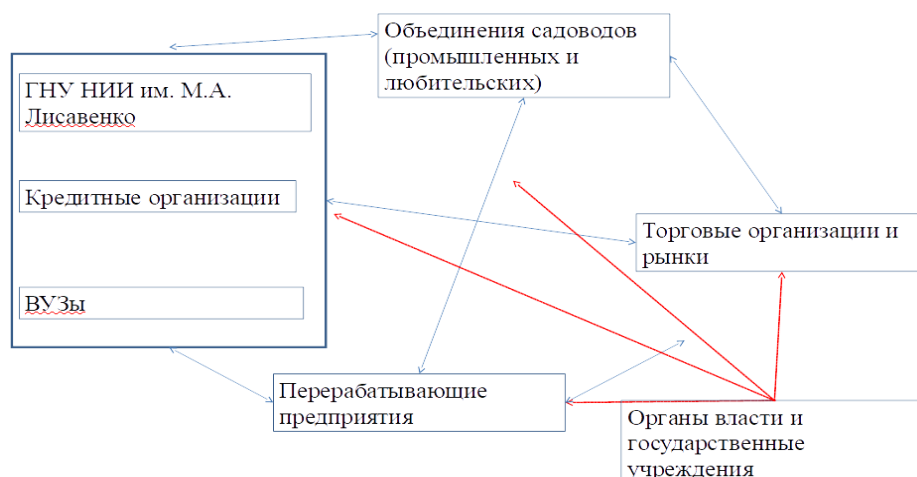 Объединения садоводов
(промышленных и
любительских)
ГНУ НИИ им. М.А.
Лисавенко
Кредитные организации
ВУЗы
Торговые организации и
рынки
Перерабатывающие
предприятия
Органы власти и
государственные
учреждения